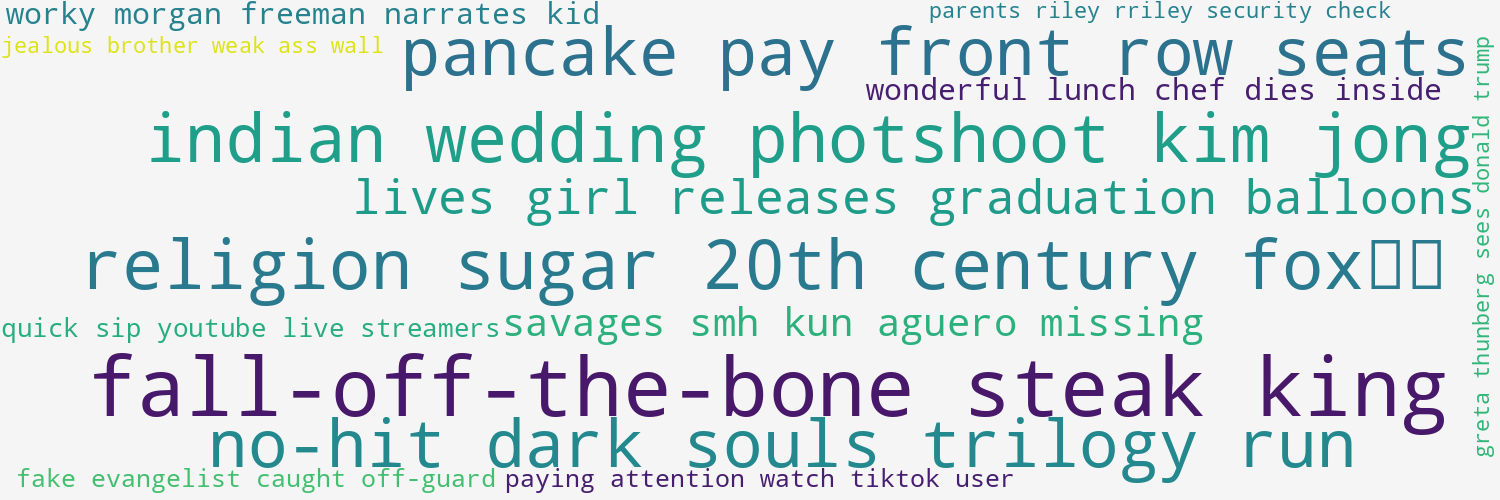 worky morgan freeman narrates kid
parents riley rriley security check
jealous brother weak ass wall
pancake pay front row seats
wonderful lunch chef dies inside
indian wedding photshoot kim jong
lives girl releases graduation balloons
religion sugar 20th century fox
quick sip youtube live streamers
savages smh kun aguero missing
fall-off-the-bone steak king
no-hit dark souls trilogy run
fake evangelist caught off-guard
paying attention watch tiktok user
greta thunberg sees donald trump